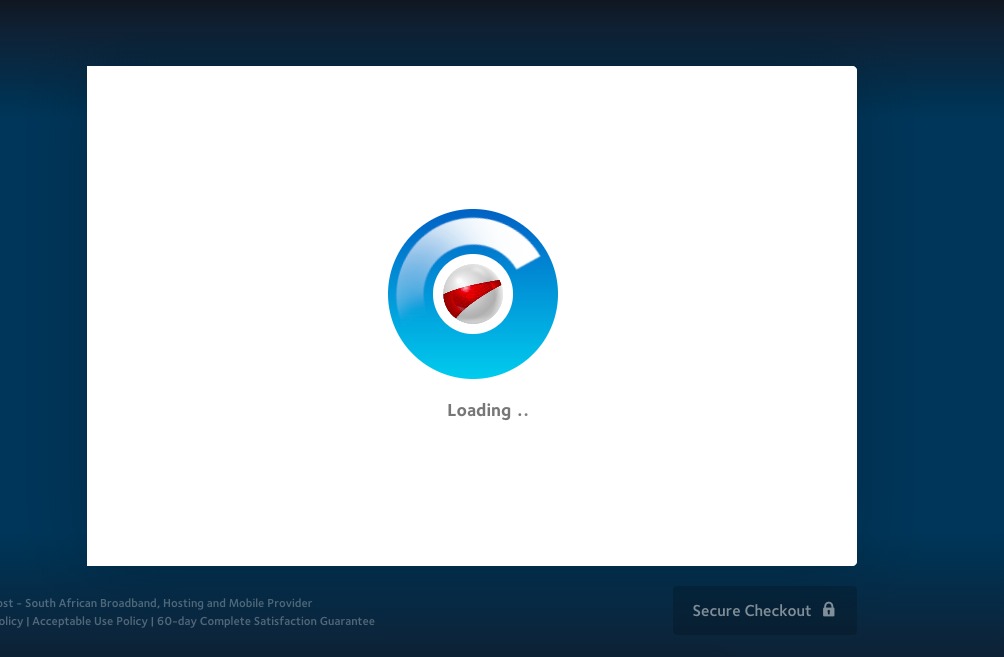 Loading ..
ost - South African Broadband, Hosting and Mobile Provider
olicy | Acceptable Use Policy | 60-day Complete Satisfaction Guarantee
Secure Checkout